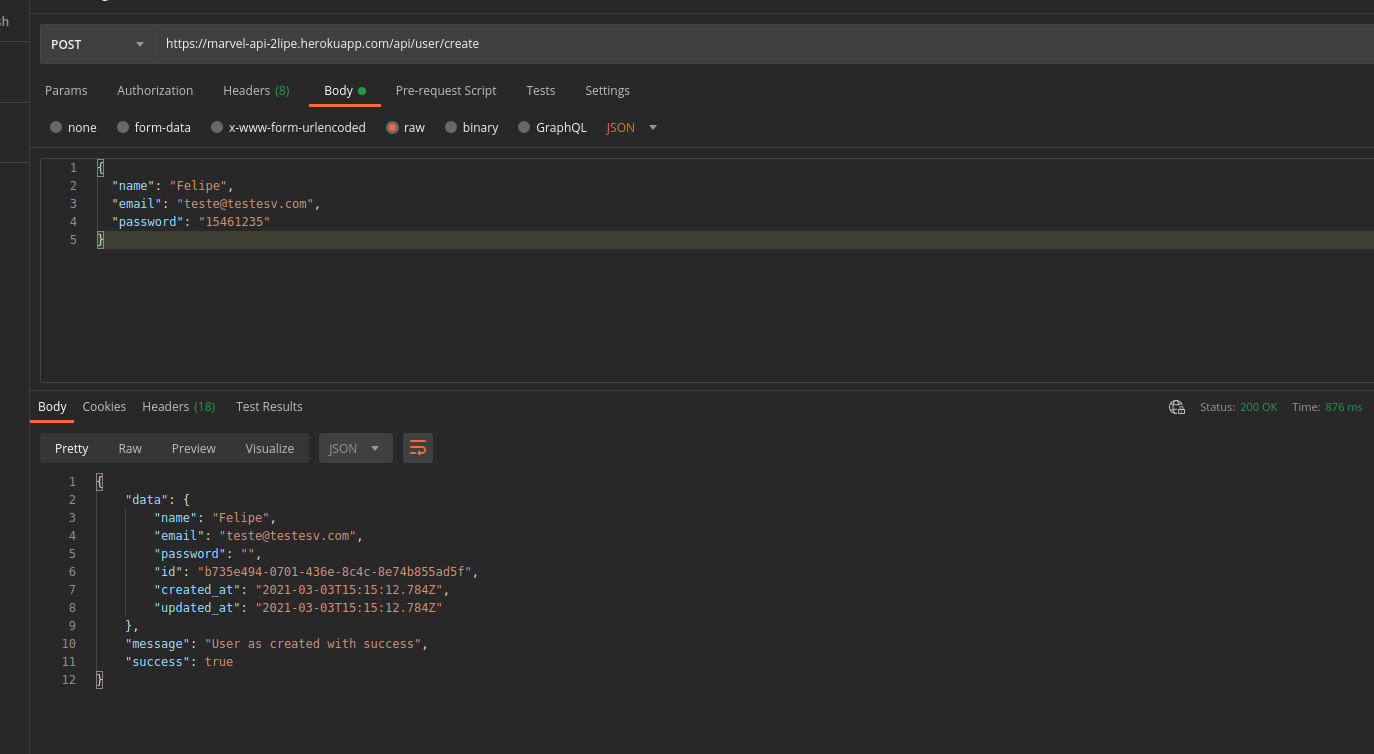 sh
POST https://marvel-api-2lipe.herokuapp.com/api/user/create
Params Authorization Headers (8) Body Pre-request Script Tests Settings
none form-data x-www-form-urlencoded raw binary GraphQL JSON
1 {
2 "name": "Felipe",
3 "email": "teste@testesv.com",
4 "password": "15461235"
5 }
Body Cookies Headers (18) Test Results Status: 200 OK Time: 876 ms
Pretty Raw Preview Visualize JSON
1 {
2 "data": {
3 "name": "Felipe",
4 "email": "teste@testesv.com",
5 "password": "",
6 "id": "b735e494-0701-436e-8c4c-8e74b855ad5f",
7 "created_at": "2021-03-03T15:15:12.784Z",
8 "updated_at": "2021-03-03T15:15:12.784Z"
9 },
10 "message": "User as created with success",
11 "success": true
12 }